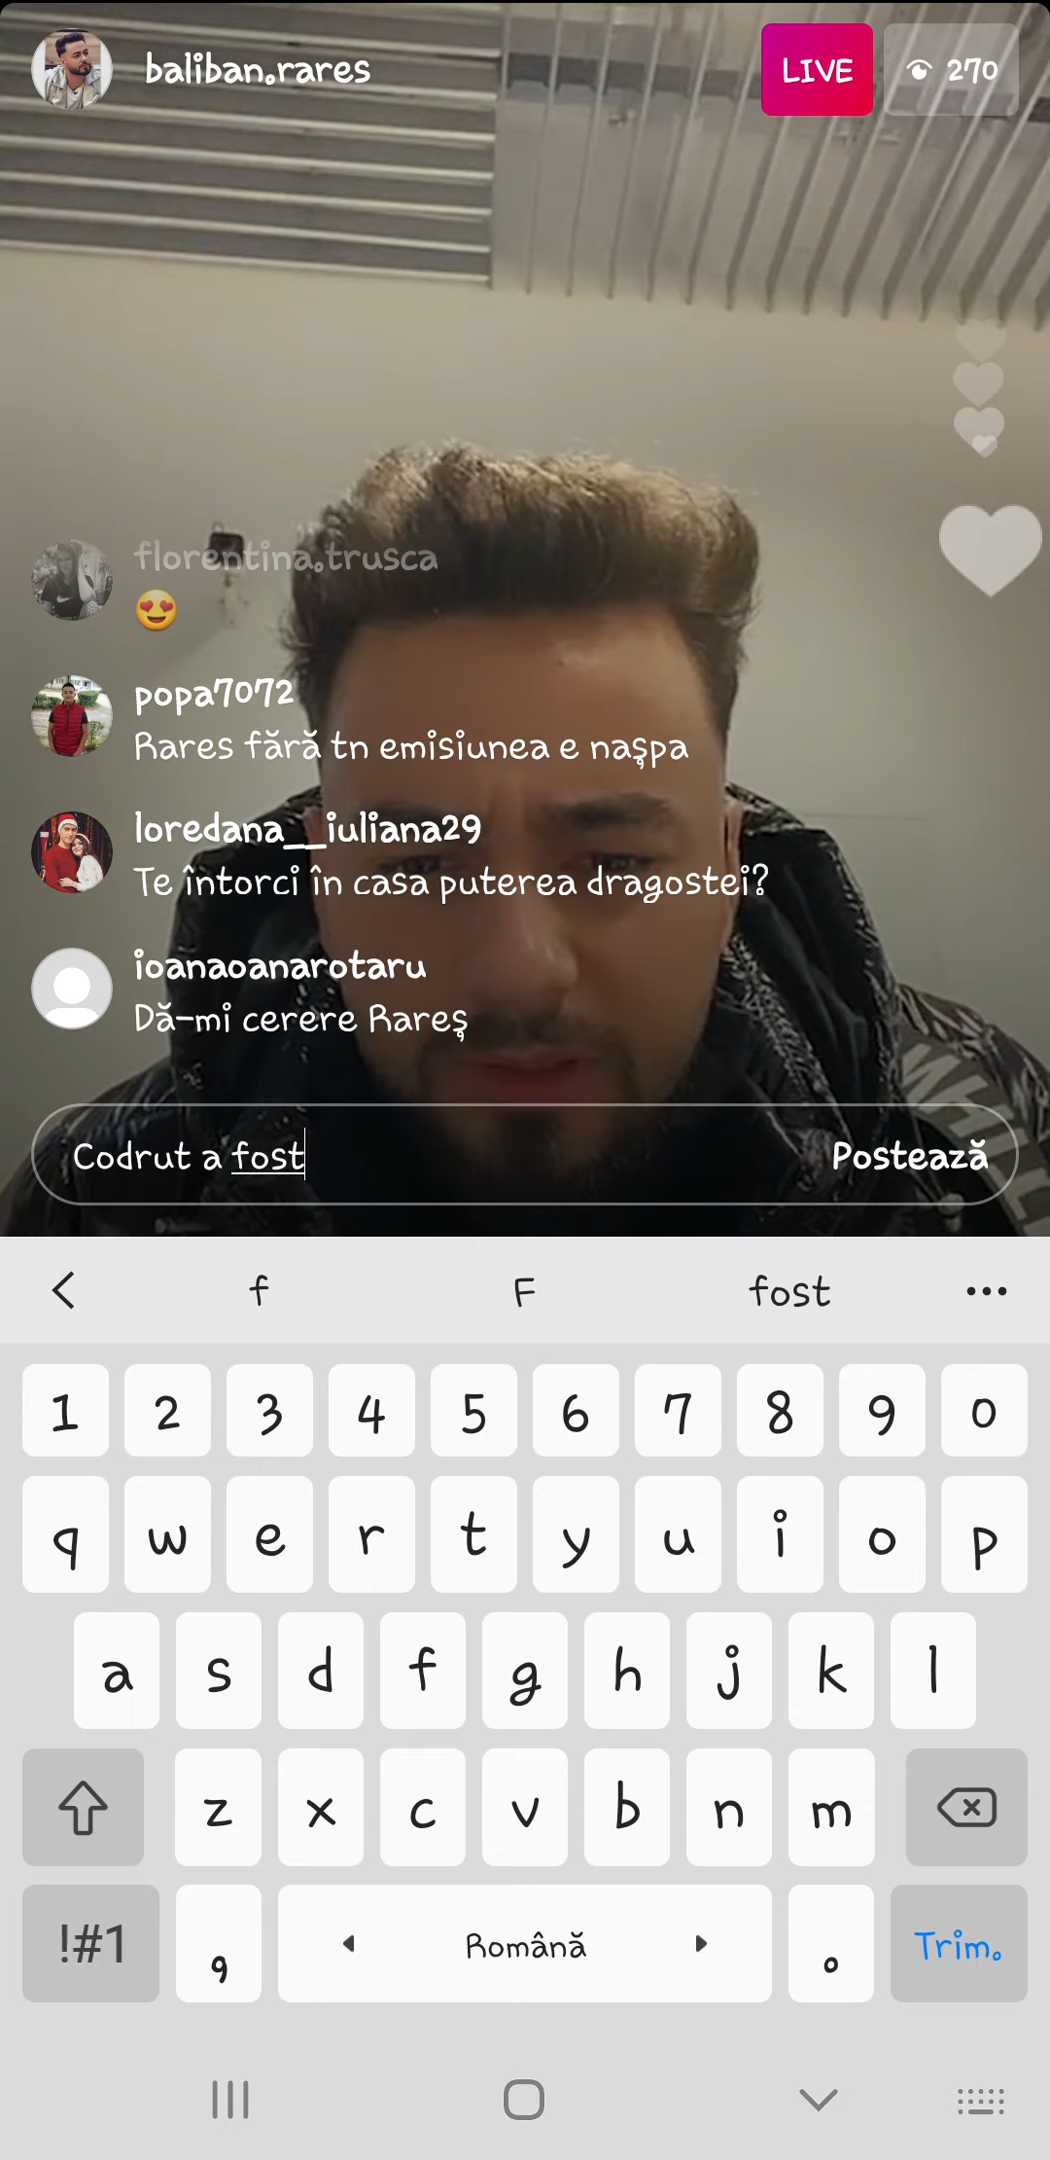 baliban.rares
LIVE
270
florentina.trusca
😍
popa7072
Rares fără tn emisiunea e nașpa
loredana__iuliana29
Te întorci în casa puterea dragostei?
ioanaoanarotaru
Dă-mi cerere Rareș
Codrut a fost
Postează
f F fost
1 2 3 4 5 6 7 8 9 0
q w e r t y u i o p
a s d f g h j k l
z x c v b n m
!#1 , Română . Trim.